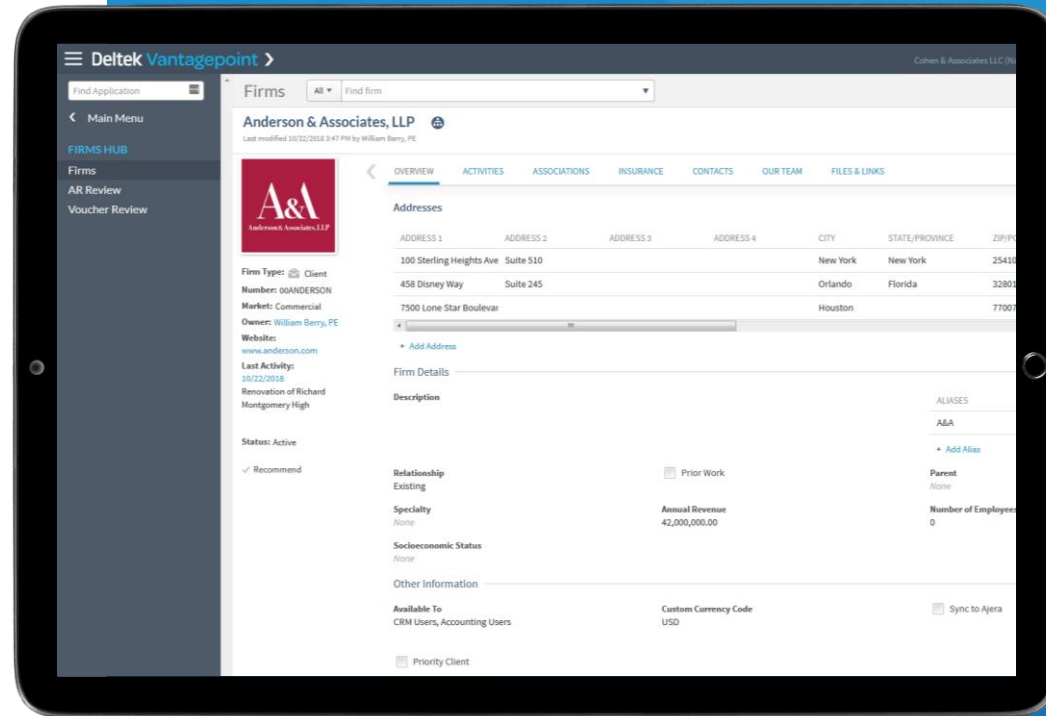 Deltek Vantagepoint
Cohen & Associates LLC (Na
Find Application
Firms
All
Find firm
Main Menu
FIRMS HUB
Firms
AR Review
Voucher Review
Anderson & Associates, LLP
Last modified 10/22/2018 3:47 PM by William Berry, PE
A&A
Anderson & Associates, LLP
Firm Type: Client
Number: 00ANDERSON
Market: Commercial
Owner: William Berry, PE
Website:
www.anderson.com
Last Activity:
10/22/2018
Renovation of Richard
Montgomery High
Status: Active
Recommend
OVERVIEW ACTIVITIES ASSOCIATIONS INSURANCE CONTACTS OUR TEAM FILES & LINKS
Addresses
ADDRESS 1 ADDRESS 2 ADDRESS 3 ADDRESS 4 CITY STATE/PROVINCE ZIP/PO
100 Sterling Heights Ave Suite 510 New York New York 25410
458 Disney Way Suite 245 Orlando Florida 32801
7500 Lone Star Boulevar Houston 77007
+ Add Address
Firm Details
Description
ALIASES
A&A
+ Add Alias
Relationship Prior Work Parent
Existing None
Specialty Annual Revenue Number of Employees
None 42,000,000.00 0
Socioeconomic Status
None
Other Information
Available To Custom Currency Code Sync to Ajera
CRM Users, Accounting Users USD
Priority Client